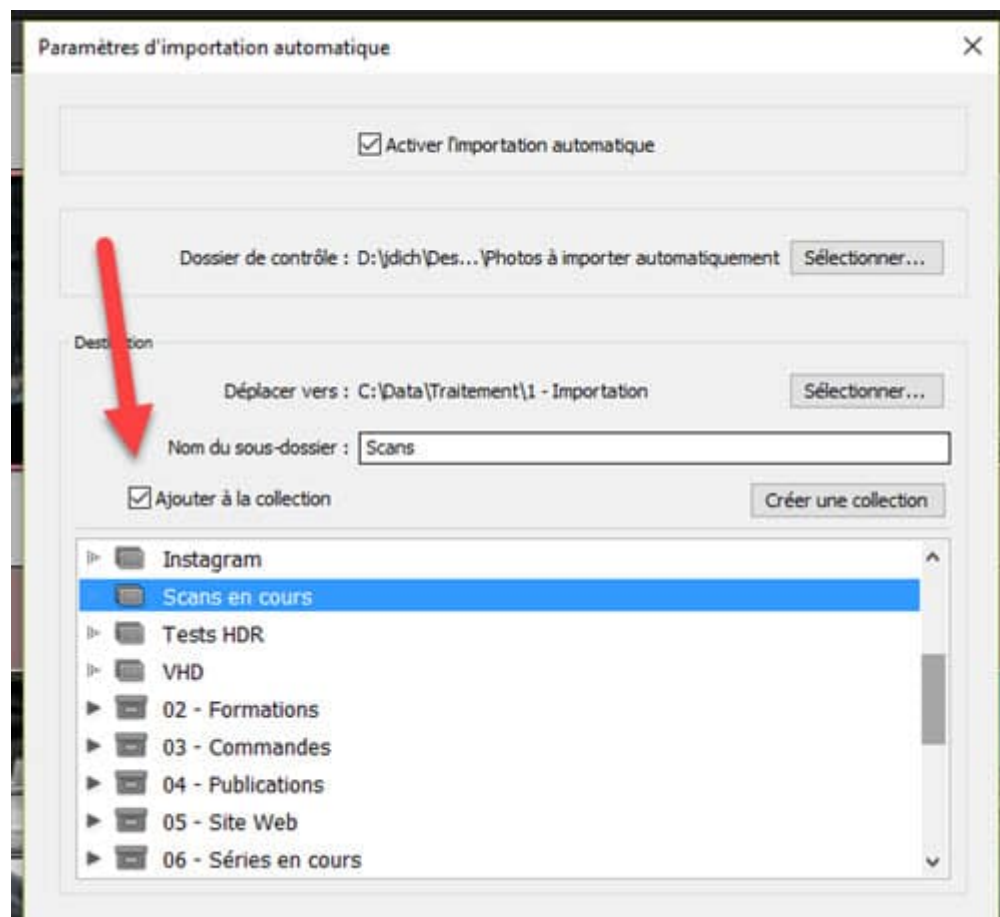 Paramètres d'importation automatique
Activer l'importation automatique
Dossier de contrôle : D:\jdich\Des...\Photos à importer automatiquement Sélectionner...
Destination
Déplacer vers : C:\Data\Traitement\1 - Importation Sélectionner...
Nom du sous-dossier : Scans
Ajouter à la collection Créer une collection
Instagram
Scans en cours
Tests HDR
VHD
02 - Formations
03 - Commandes
04 - Publications
05 - Site Web
06 - Séries en cours